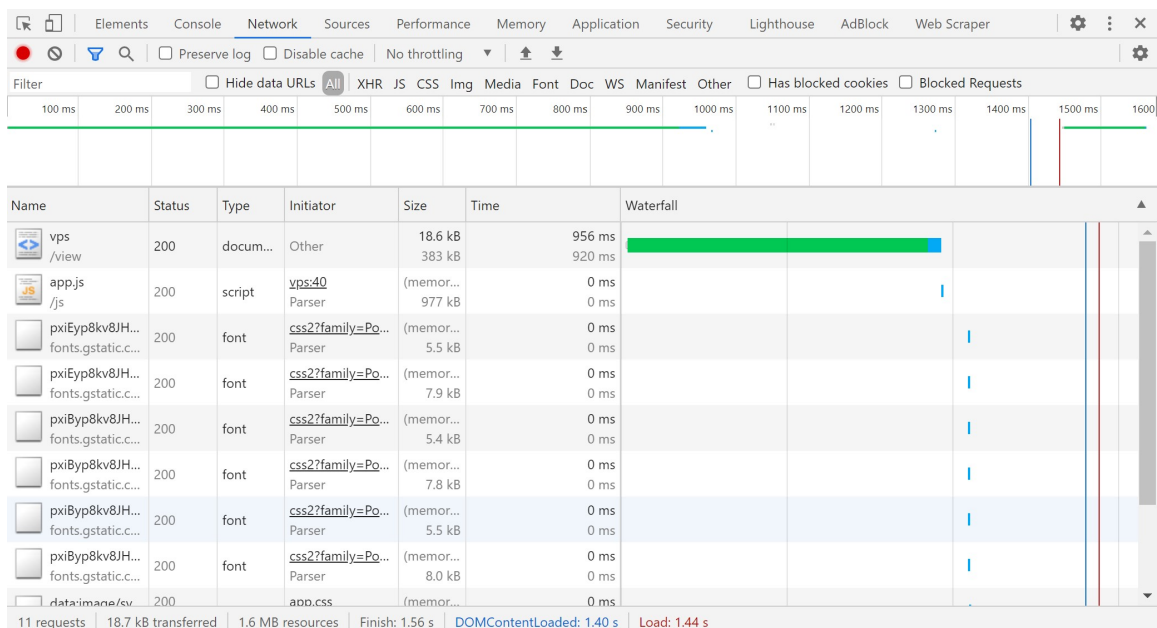 Elements Console Network Sources Performance Memory Application Security Lighthouse AdBlock Web Scraper
Preserve log Disable cache No throttling
Filter Hide data URLs All XHR JS CSS Img Media Font Doc WS Manifest Other Has blocked cookies Blocked Requests
100 ms 200 ms 300 ms 400 ms 500 ms 600 ms 700 ms 800 ms 900 ms 1000 ms 1100 ms 1200 ms 1300 ms 1400 ms 1500 ms 1600
Name Status Type Initiator Size Time Waterfall
vps 18.6 kB 956 ms
200 docum... Other
/view 383 kB 920 ms
app.js vps:40 (memor... 0 ms
JS 200 script
/js Parser 977 kB 0 ms
pxiEyp8kv8JH... css2?family=Po... (memor... 0 ms
200 font
fonts.gstatic.c... Parser 5.5 kB 0 ms
pxiEyp8kv8JH... css2?family=Po... (memor... 0 ms
200 font
fonts.gstatic.c... Parser 7.9 kB 0 ms
pxiByp8kv8JH... css2?family=Po... (memor... 0 ms
200 font
fonts.gstatic.c... Parser 5.4 kB 0 ms
pxiByp8kv8JH... css2?family=Po... (memor... 0 ms
200 font
fonts.gstatic.c... Parser 7.8 kB 0 ms
pxiByp8kv8JH... css2?family=Po... (memor... 0 ms
200 font
fonts.gstatic.c... Parser 5.5 kB 0 ms
pxiByp8kv8JH... css2?family=Po... (memor... 0 ms
200 font
fonts.gstatic.c... Parser 8.0 kB 0 ms
data:image/sv... 200 app.css (memor... 0 ms
11 requests 18.7 kB transferred 1.6 MB resources Finish: 1.56 s DOMContentLoaded: 1.40 s Load: 1.44 s